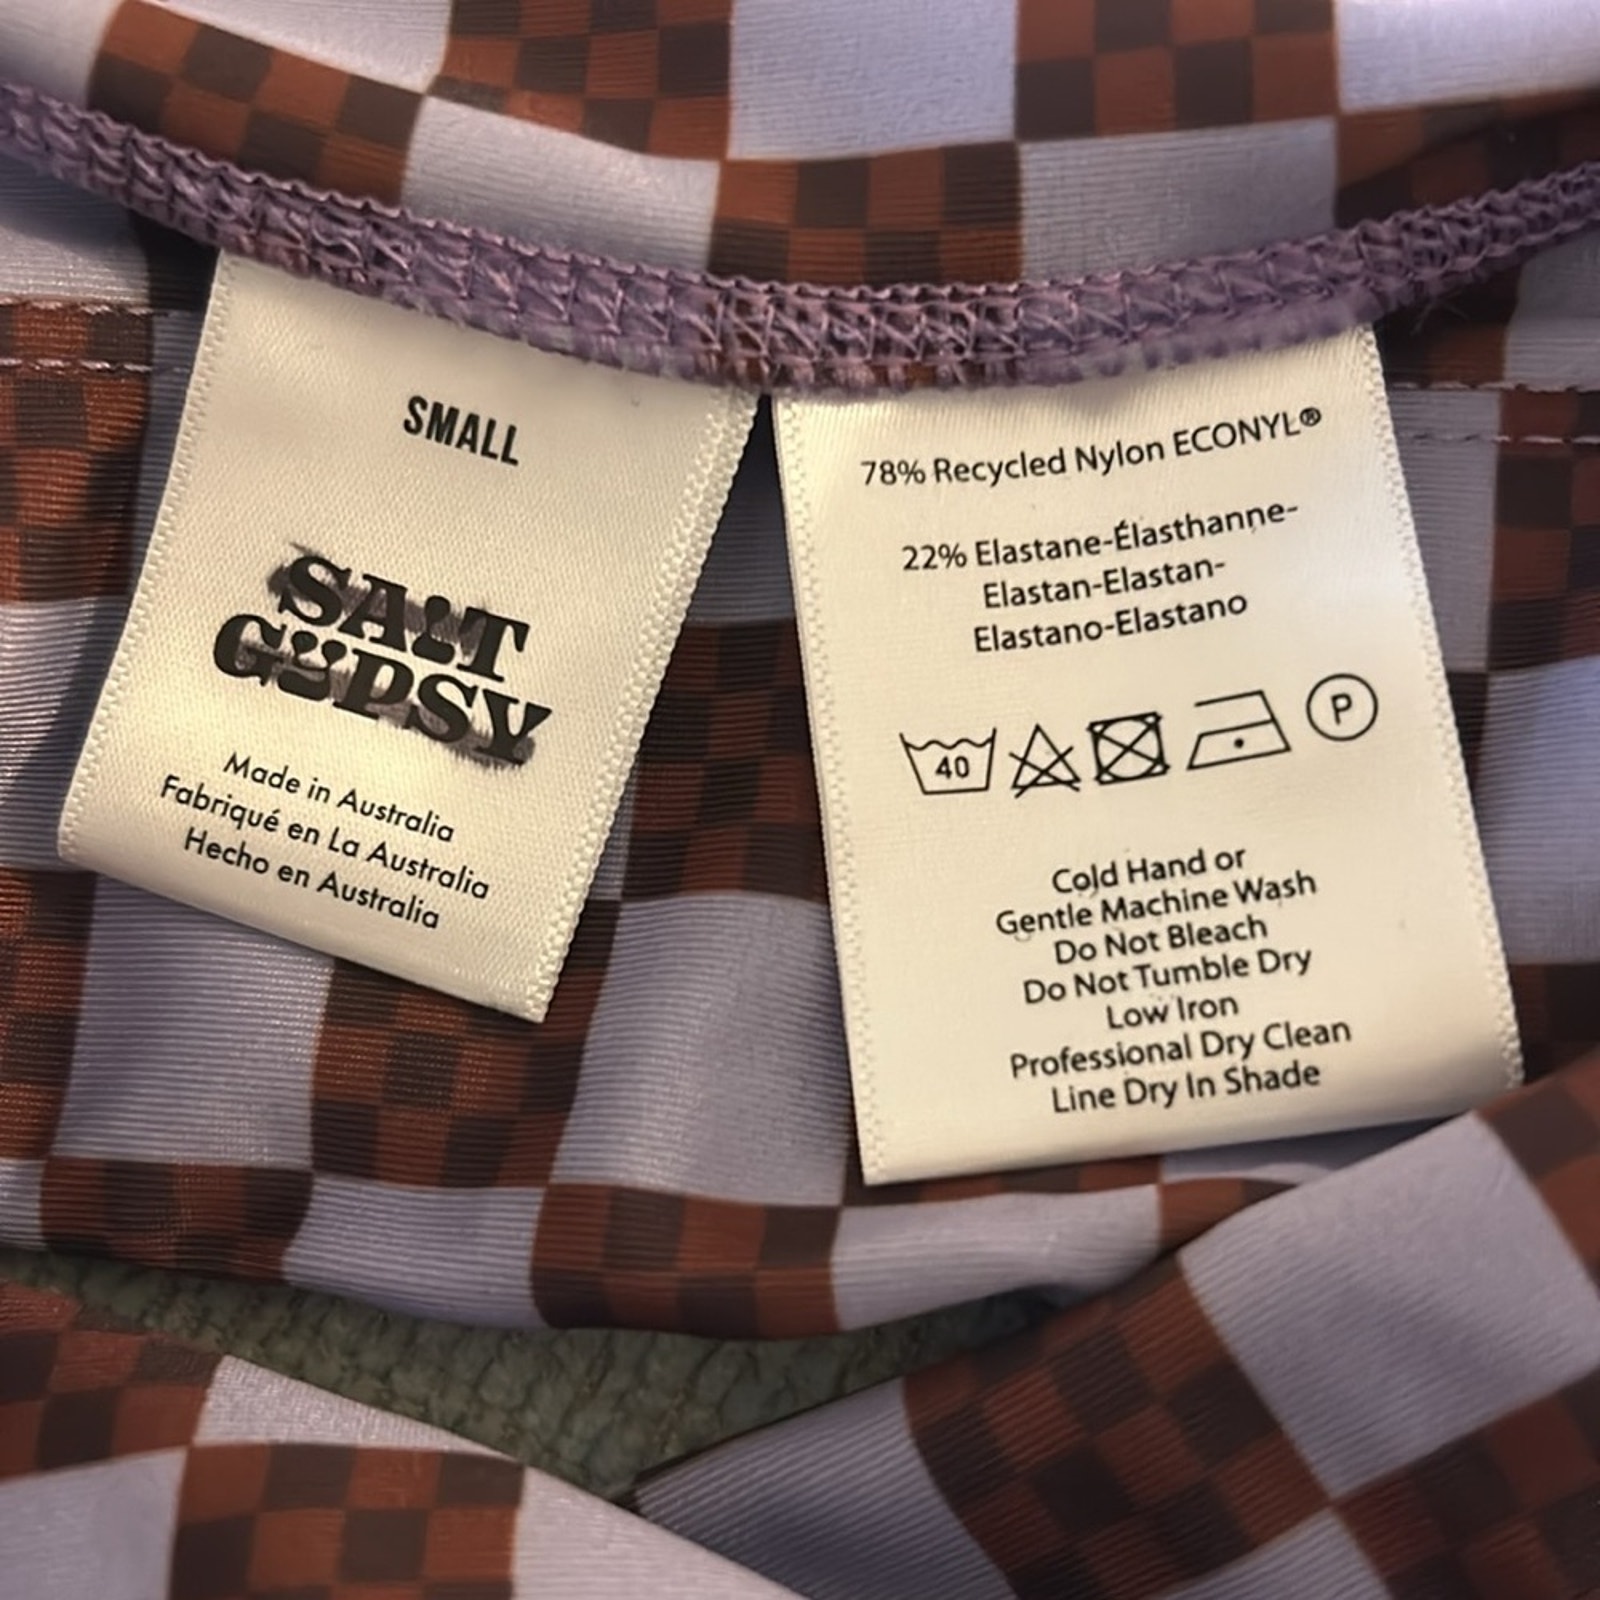 SMALL
SALT
GYPSY
Made in Australia
Fabriqué en La Australia
Hecho en Australia
78% Recycled Nylon ECONYL®
22% Elastane-Élasthanne-
Elastan-Elastan-
Elastano-Elastano
40
P
Cold Hand or
Gentle Machine Wash
Do Not Bleach
Do Not Tumble Dry
Low Iron
Professional Dry Clean
Line Dry In Shade